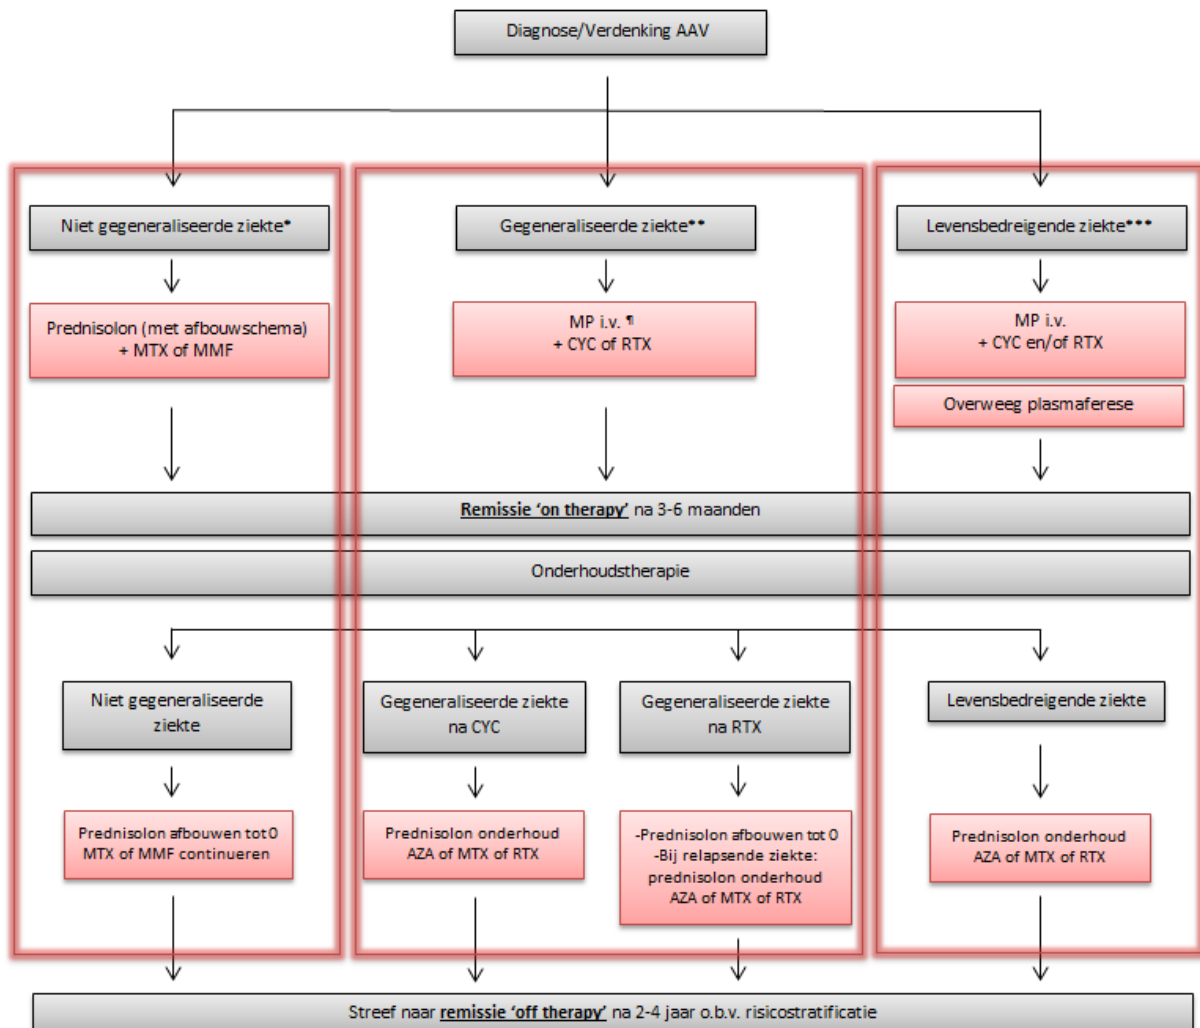 Diagnose/Verdenking AAV
Niet gegeneraliseerde ziekte*
Gegeneraliseerde ziekte**
Levensbedreigende ziekte***
Prednisolon (met afbouwschema)
+ MTX of MMF
MP i.v. ¶
+ CYC of RTX
MP i.v.
+ CYC en/of RTX
Overweeg plasmaferese
Remissie ‘on therapy’ na 3-6 maanden
Onderhoudstherapie
Niet gegeneraliseerde
ziekte
Gegeneraliseerde ziekte
na CYC
Gegeneraliseerde ziekte
na RTX
Levensbedreigende ziekte
Prednisolon afbouwen tot 0
MTX of MMF continueren
Prednisolon onderhoud
AZA of MTX of RTX
-Prednisolon afbouwen tot 0
-Bij relapsende ziekte:
prednisolon onderhoud
AZA of MTX of RTX
Prednisolon onderhoud
AZA of MTX of RTX
Streef naar remissie ‘off therapy’ na 2-4 jaar o.b.v. risicostratificatie